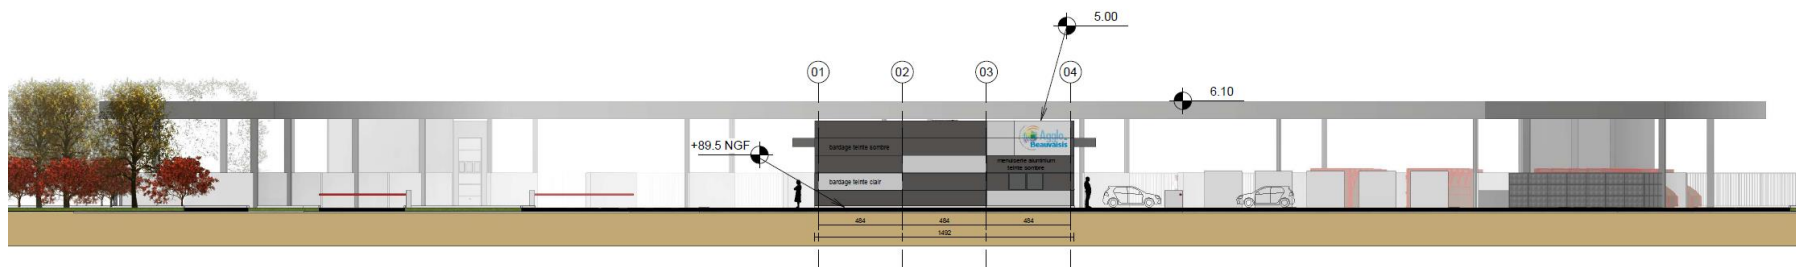 5.00
01
02
03
04
6.10
Agglo
Beauvaisis
+89.5 NGF
bardage teinte sombre
menuiserie aluminium
teinte sombre
bardage teinte clair
484
484
484
1492